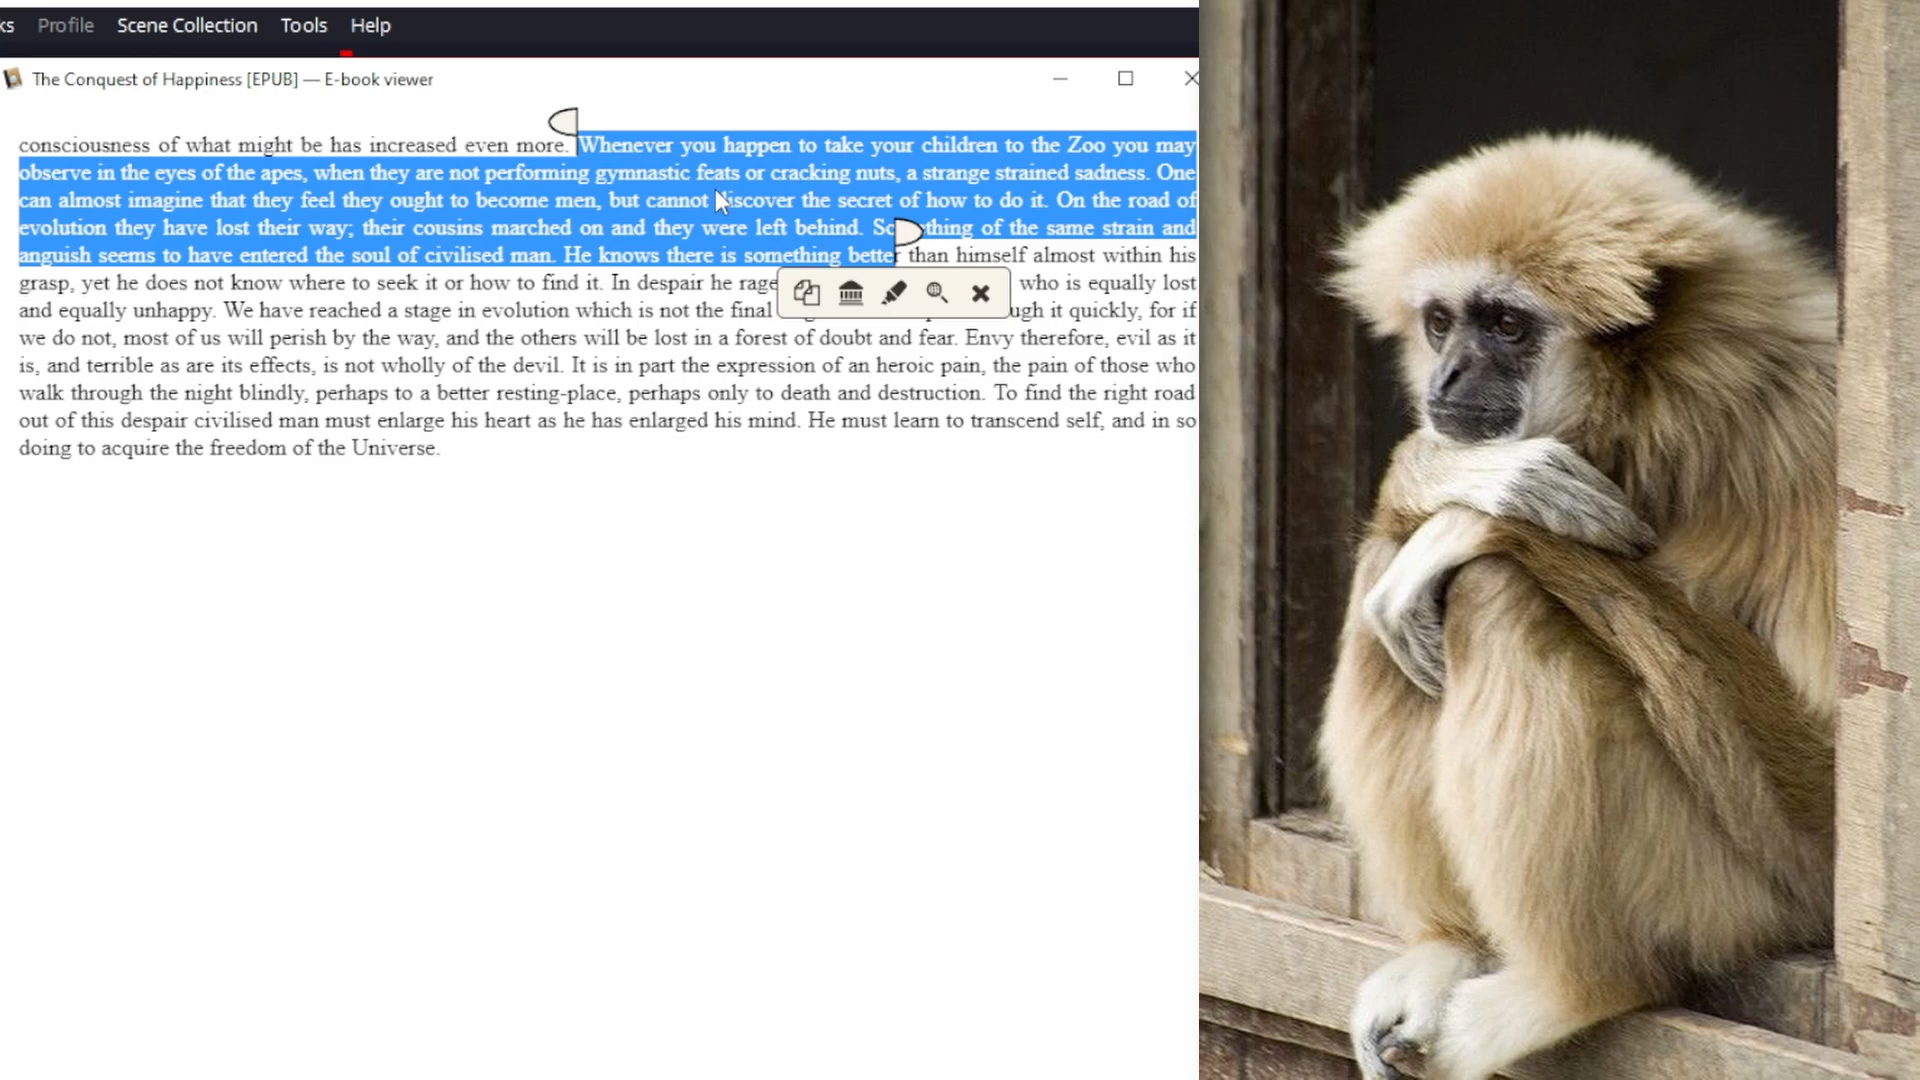 ks Profile Scene Collection Tools Help
The Conquest of Happiness [EPUB] — E-book viewer
consciousness of what might be has increased even more. Whenever you happen to take your children to the Zoo you may
observe in the eyes of the apes, when they are not performing gymnastic feats or cracking nuts, a strange strained sadness. One
can almost imagine that they feel they ought to become men, but cannot discover the secret of how to do it. On the road of
evolution they have lost their way; their cousins marched on and they were left behind. Something of the same strain and
anguish seems to have entered the soul of civilised man. He knows there is something better than himself almost within his
grasp, yet he does not know where to seek it or how to find it. In despair he rage who is equally lost
and equally unhappy. We have reached a stage in evolution which is not the final ugh it quickly, for if
we do not, most of us will perish by the way, and the others will be lost in a forest of doubt and fear. Envy therefore, evil as it
is, and terrible as are its effects, is not wholly of the devil. It is in part the expression of an heroic pain, the pain of those who
walk through the night blindly, perhaps to a better resting-place, perhaps only to death and destruction. To find the right road
out of this despair civilised man must enlarge his heart as he has enlarged his mind. He must learn to transcend self, and in so
doing to acquire the freedom of the Universe.